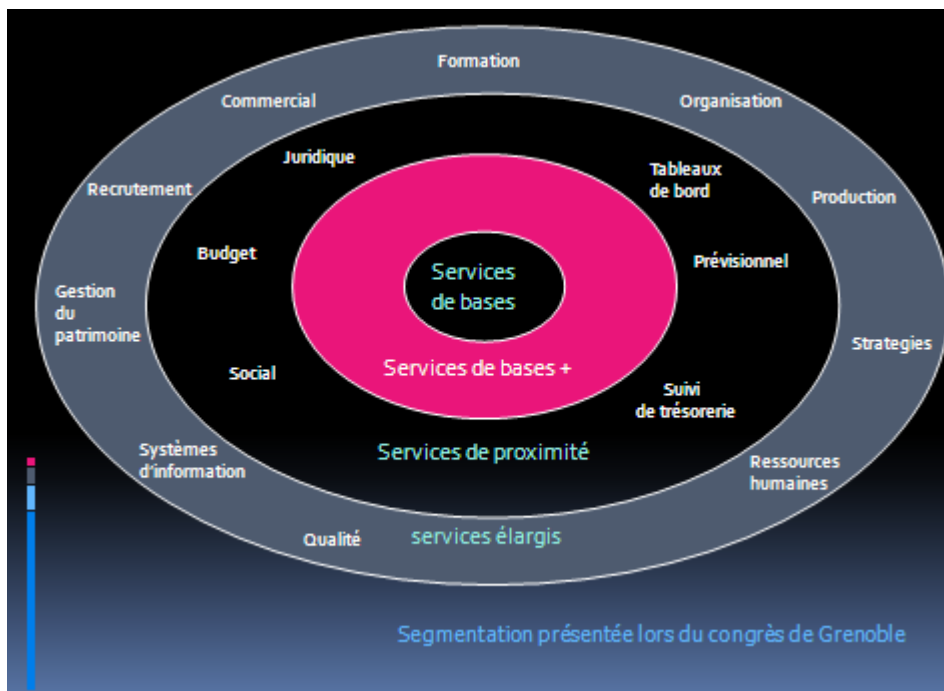 Formation
Commercial
Organisation
Juridique
Tableaux
de bord
Recrutement
Production
Budget
Prévisionnel
Services
de bases
Gestion
du
patrimoine
Strategies
Services de bases +
Social
Suivi
de trésorerie
Systèmes
d'information
Services de proximité
Ressources
humaines
Qualité
services élargis
Segmentation présentée lors du congrès de Grenoble